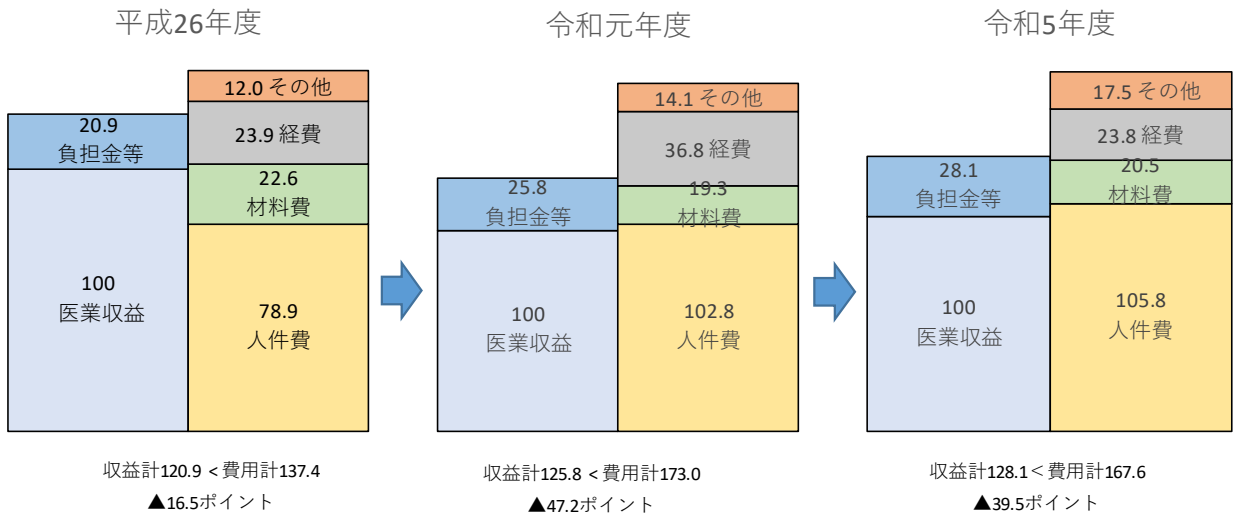 平成26年度
20.9
負担金等
100
医業収益
12.0 その他
23.9 経費
22.6
材料費
78.9
人件費
収益計120.9 < 費用計137.4
▲16.5ポイント
令和元年度
25.8
負担金等
100
医業収益
14.1 その他
36.8 経費
19.3
材料費
102.8
人件費
収益計125.8 < 費用計173.0
▲47.2ポイント
令和5年度
28.1
負担金等
100
医業収益
17.5 その他
23.8 経費
20.5
材料費
105.8
人件費
収益計128.1＜費用計167.6
▲39.5ポイント